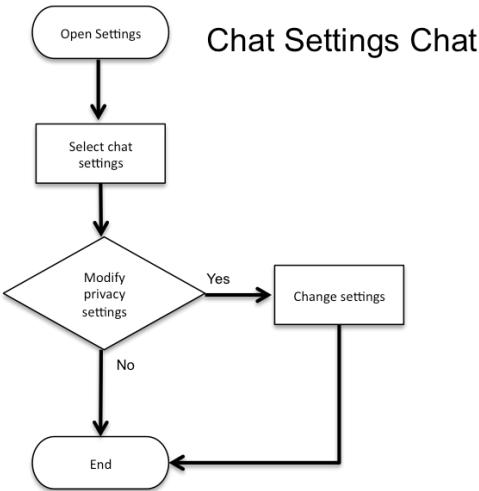 Open Settings
Chat Settings Chat
Select chat
settings
Modify
privacy
settings
Yes
Change settings
No
End